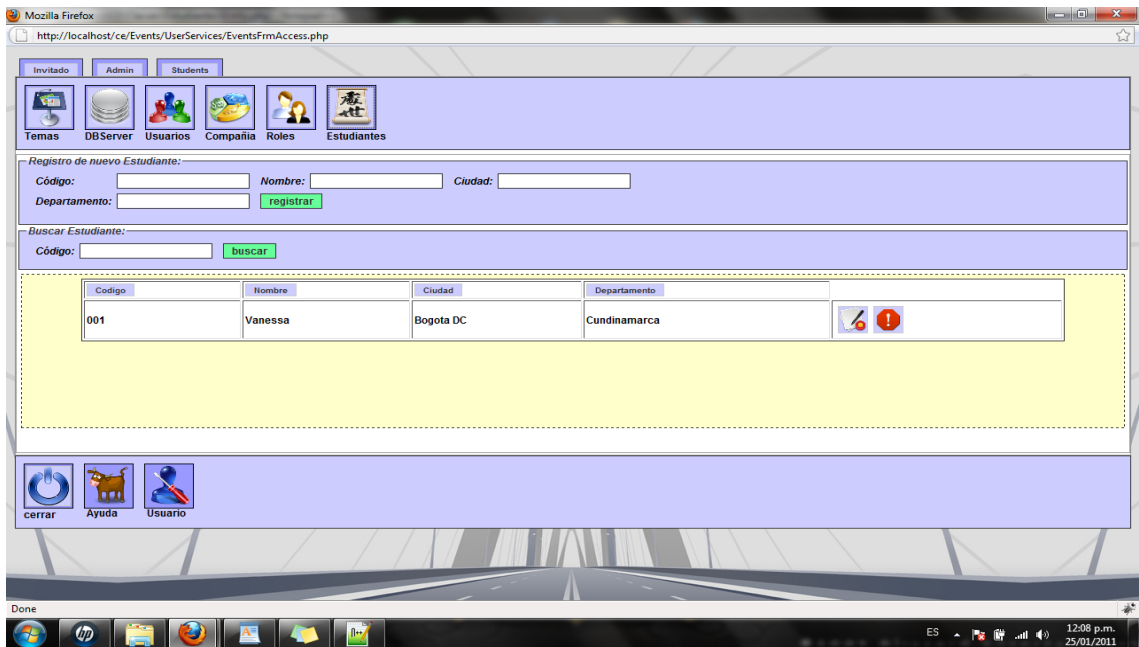 Mozilla Firefox
http://localhost/ce/Events/UserServices/EventsFrmAccess.php
Invitado Admin Students
Temas DBServer Usuarios Compañia Roles Estudiantes
Registro de nuevo Estudiante:
Código: Nombre: Ciudad:
Departamento: registrar
Buscar Estudiante:
Código: buscar
Codigo Nombre Ciudad Departamento
001 Vanessa Bogota DC Cundinamarca
cerrar Ayuda Usuario
Done
hp
ES 12:08 p.m.
25/01/2011